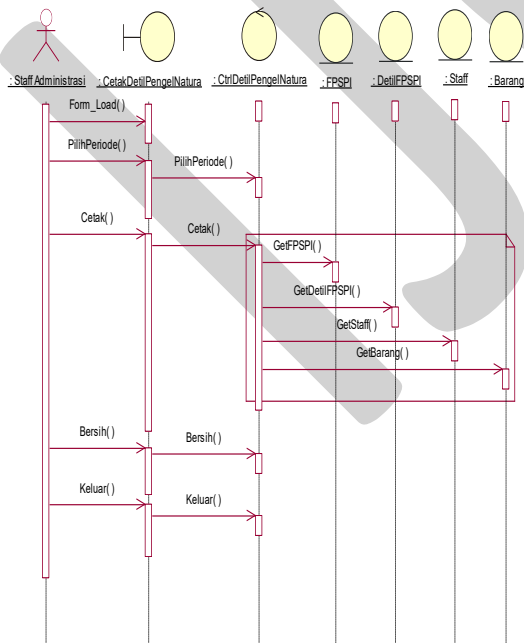 : Staff Administrasi
: CetakDetilPengelNatura
: CtrlDetilPengelNatura
: FPSPI
: DetilFPSPI
: Staff
: Barang
Form_Load( )
PilihPeriode( )
PilihPeriode( )
Cetak( )
Cetak( )
GetFPSPI( )
GetDetilFPSPI( )
GetStaff( )
GetBarang( )
Bersih( )
Bersih( )
Keluar( )
Keluar( )